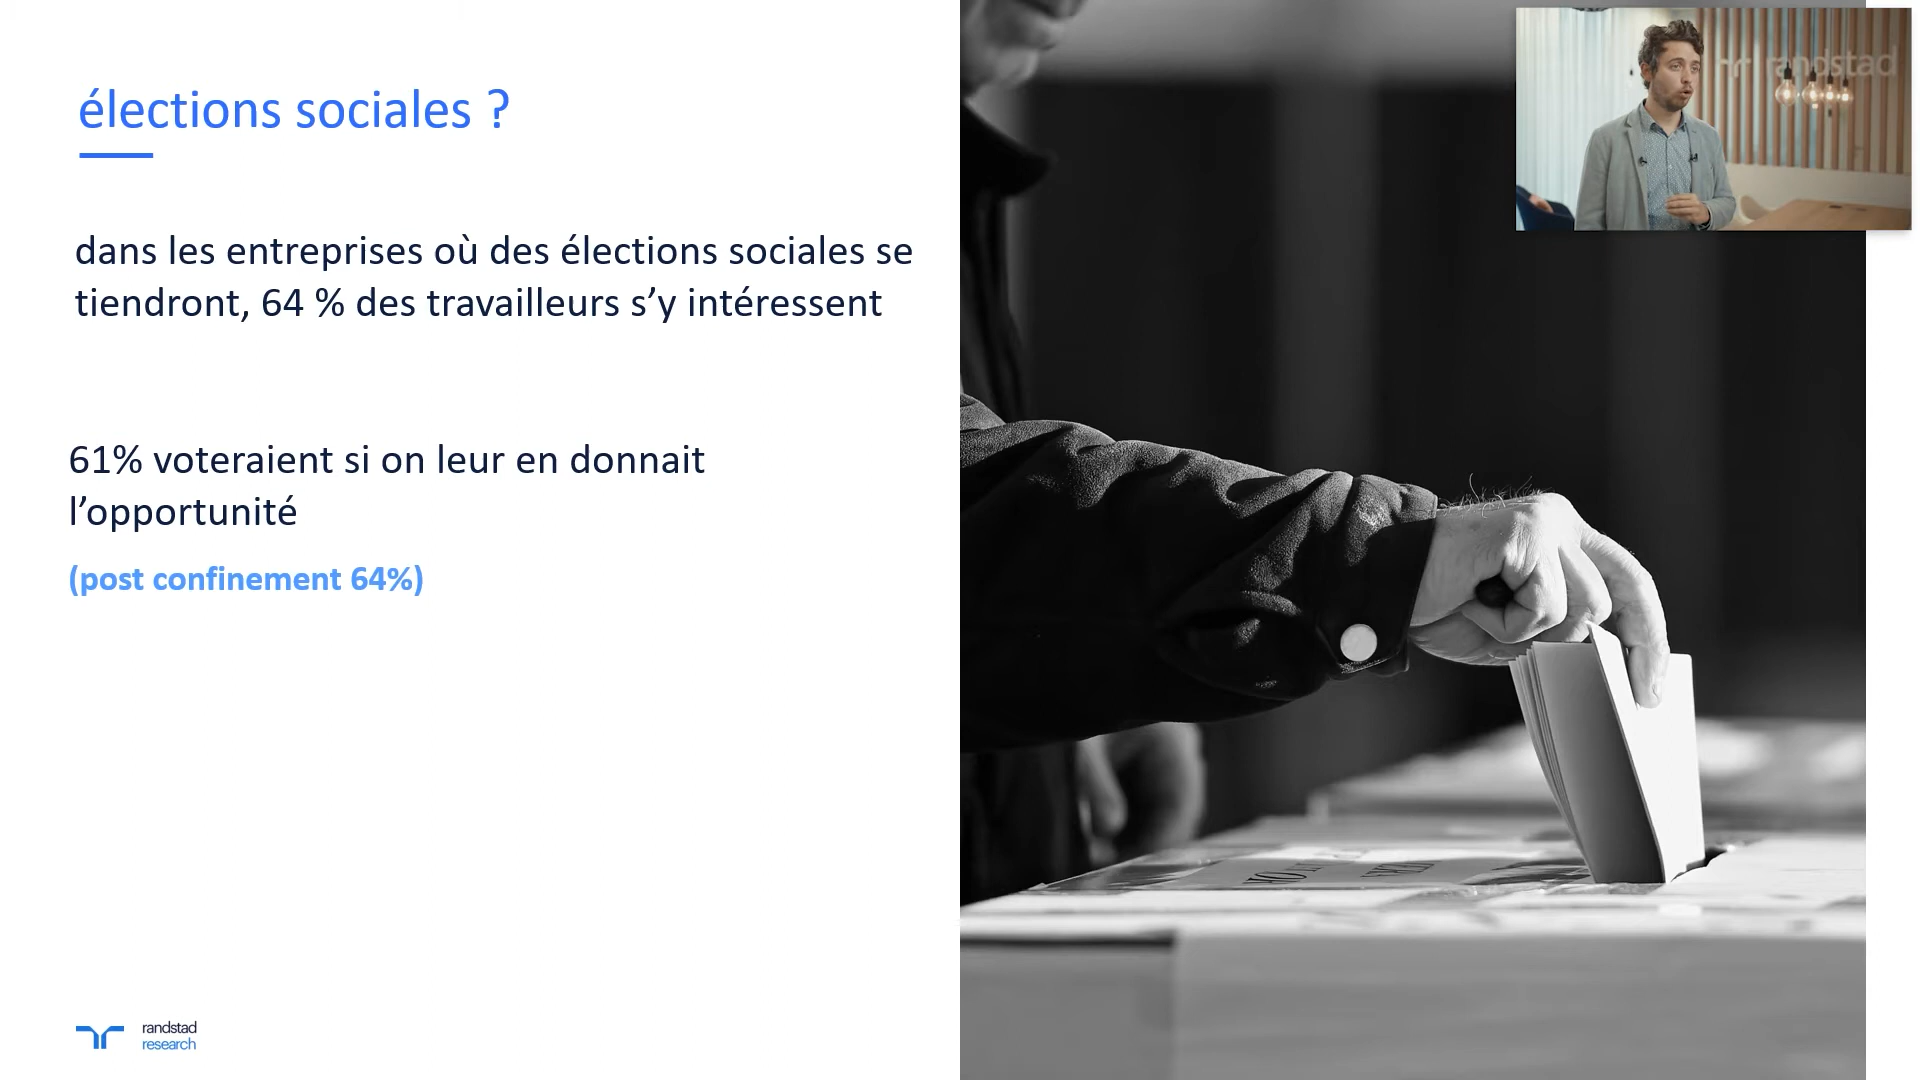 élections sociales ?
randstad
dans les entreprises où des élections sociales se
tiendront, 64 % des travailleurs s’y intéressent
61% voteraient si on leur en donnait
l’opportunité
(post confinement 64%)
randstad
research